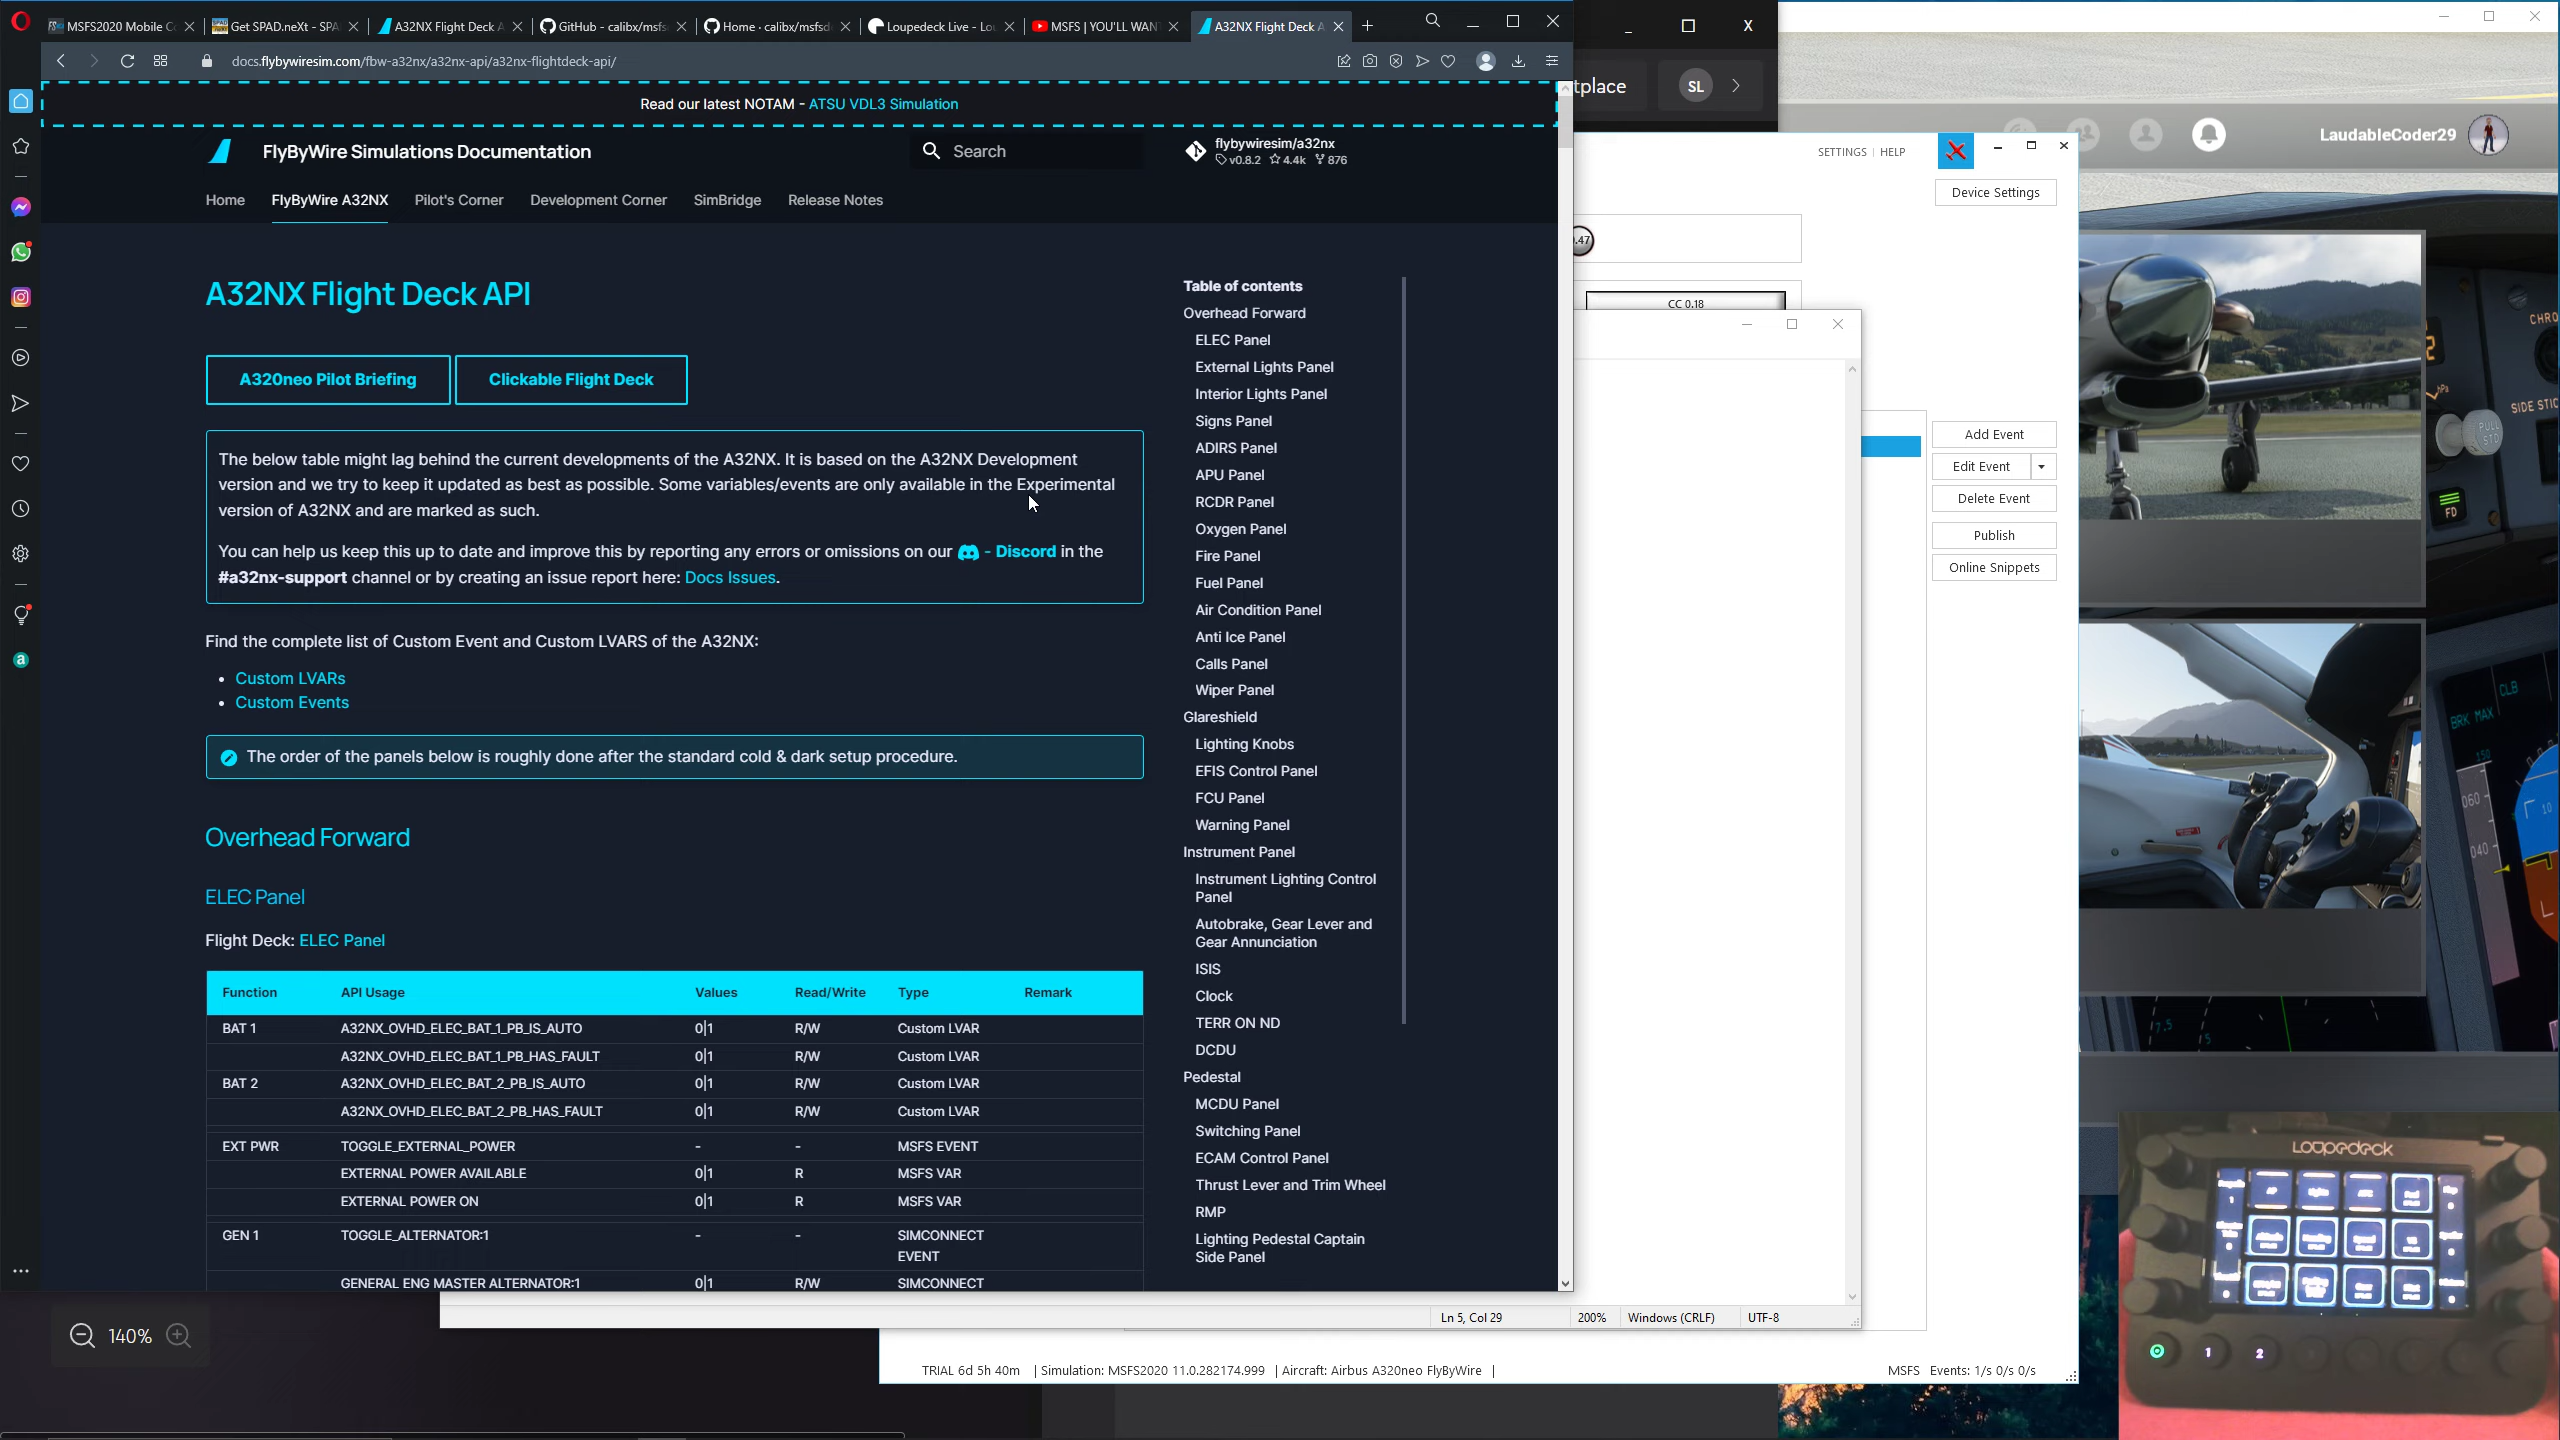 MSFS2020 Mobile C
Get SPAD.neXt - SPA
A32NX Flight Deck A
GitHub - calibx/msfs
Home · calibx/msfsd
Loupedeck Live - Lo
MSFS | YOU'LL WAN
A32NX Flight Deck A
docs.flybywiresim.com/fbw-a32nx/a32nx-api/a32nx-flightdeck-api/
Read our latest NOTAM - ATSU VDL3 Simulation
FlyByWire Simulations Documentation
Search
flybywiresim/a32nx
v0.8.2 4.4k 876
Home
FlyByWire A32NX
Pilot's Corner
Development Corner
SimBridge
Release Notes
A32NX Flight Deck API
A320neo Pilot Briefing
Clickable Flight Deck
The below table might lag behind the current developments of the A32NX. It is based on the A32NX Development
version and we try to keep it updated as best as possible. Some variables/events are only available in the Experimental
version of A32NX and are marked as such.
You can help us keep this up to date and improve this by reporting any errors or omissions on our - Discord in the
#a32nx-support channel or by creating an issue report here: Docs Issues.
Find the complete list of Custom Event and Custom LVARS of the A32NX:
Custom LVARs
Custom Events
The order of the panels below is roughly done after the standard cold & dark setup procedure.
Overhead Forward
ELEC Panel
Flight Deck: ELEC Panel
Function API Usage Values Read/Write Type Remark
BAT 1 A32NX_OVHD_ELEC_BAT_1_PB_IS_AUTO 0|1 R/W Custom LVAR
A32NX_OVHD_ELEC_BAT_1_PB_HAS_FAULT 0|1 R/W Custom LVAR
BAT 2 A32NX_OVHD_ELEC_BAT_2_PB_IS_AUTO 0|1 R/W Custom LVAR
A32NX_OVHD_ELEC_BAT_2_PB_HAS_FAULT 0|1 R/W Custom LVAR
EXT PWR TOGGLE_EXTERNAL_POWER - - MSFS EVENT
EXTERNAL POWER AVAILABLE 0|1 R MSFS VAR
EXTERNAL POWER ON 0|1 R MSFS VAR
GEN 1 TOGGLE_ALTERNATOR:1 - - SIMCONNECT
EVENT
GENERAL ENG MASTER ALTERNATOR:1 0|1 R/W SIMCONNECT
Table of contents
Overhead Forward
ELEC Panel
External Lights Panel
Interior Lights Panel
Signs Panel
ADIRS Panel
APU Panel
RCDR Panel
Oxygen Panel
Fire Panel
Fuel Panel
Air Condition Panel
Anti Ice Panel
Calls Panel
Wiper Panel
Glareshield
Lighting Knobs
EFIS Control Panel
FCU Panel
Warning Panel
Instrument Panel
Instrument Lighting Control
Panel
Autobrake, Gear Lever and
Gear Annunciation
ISIS
Clock
TERR ON ND
DCDU
Pedestal
MCDU Panel
Switching Panel
ECAM Control Panel
Thrust Lever and Trim Wheel
RMP
Lighting Pedestal Captain
Side Panel
tplace
SL
SETTINGS | HELP
Device Settings
.47
CC 0.18
Add Event
Edit Event
Delete Event
Publish
Online Snippets
LaudableCoder29
CHRO
hPa
SIDE STIC
PULL
STD
FD
CLB
BRK MAX
150
060
040
10
7.5
5
LOUPEDECK
1
2
140%
Ln 5, Col 29
200%
Windows (CRLF)
UTF-8
TRIAL 6d 5h 40m | Simulation: MSFS2020 11.0.282174.999 | Aircraft: Airbus A320neo FlyByWire |
MSFS Events: 1/s 0/s 0/s